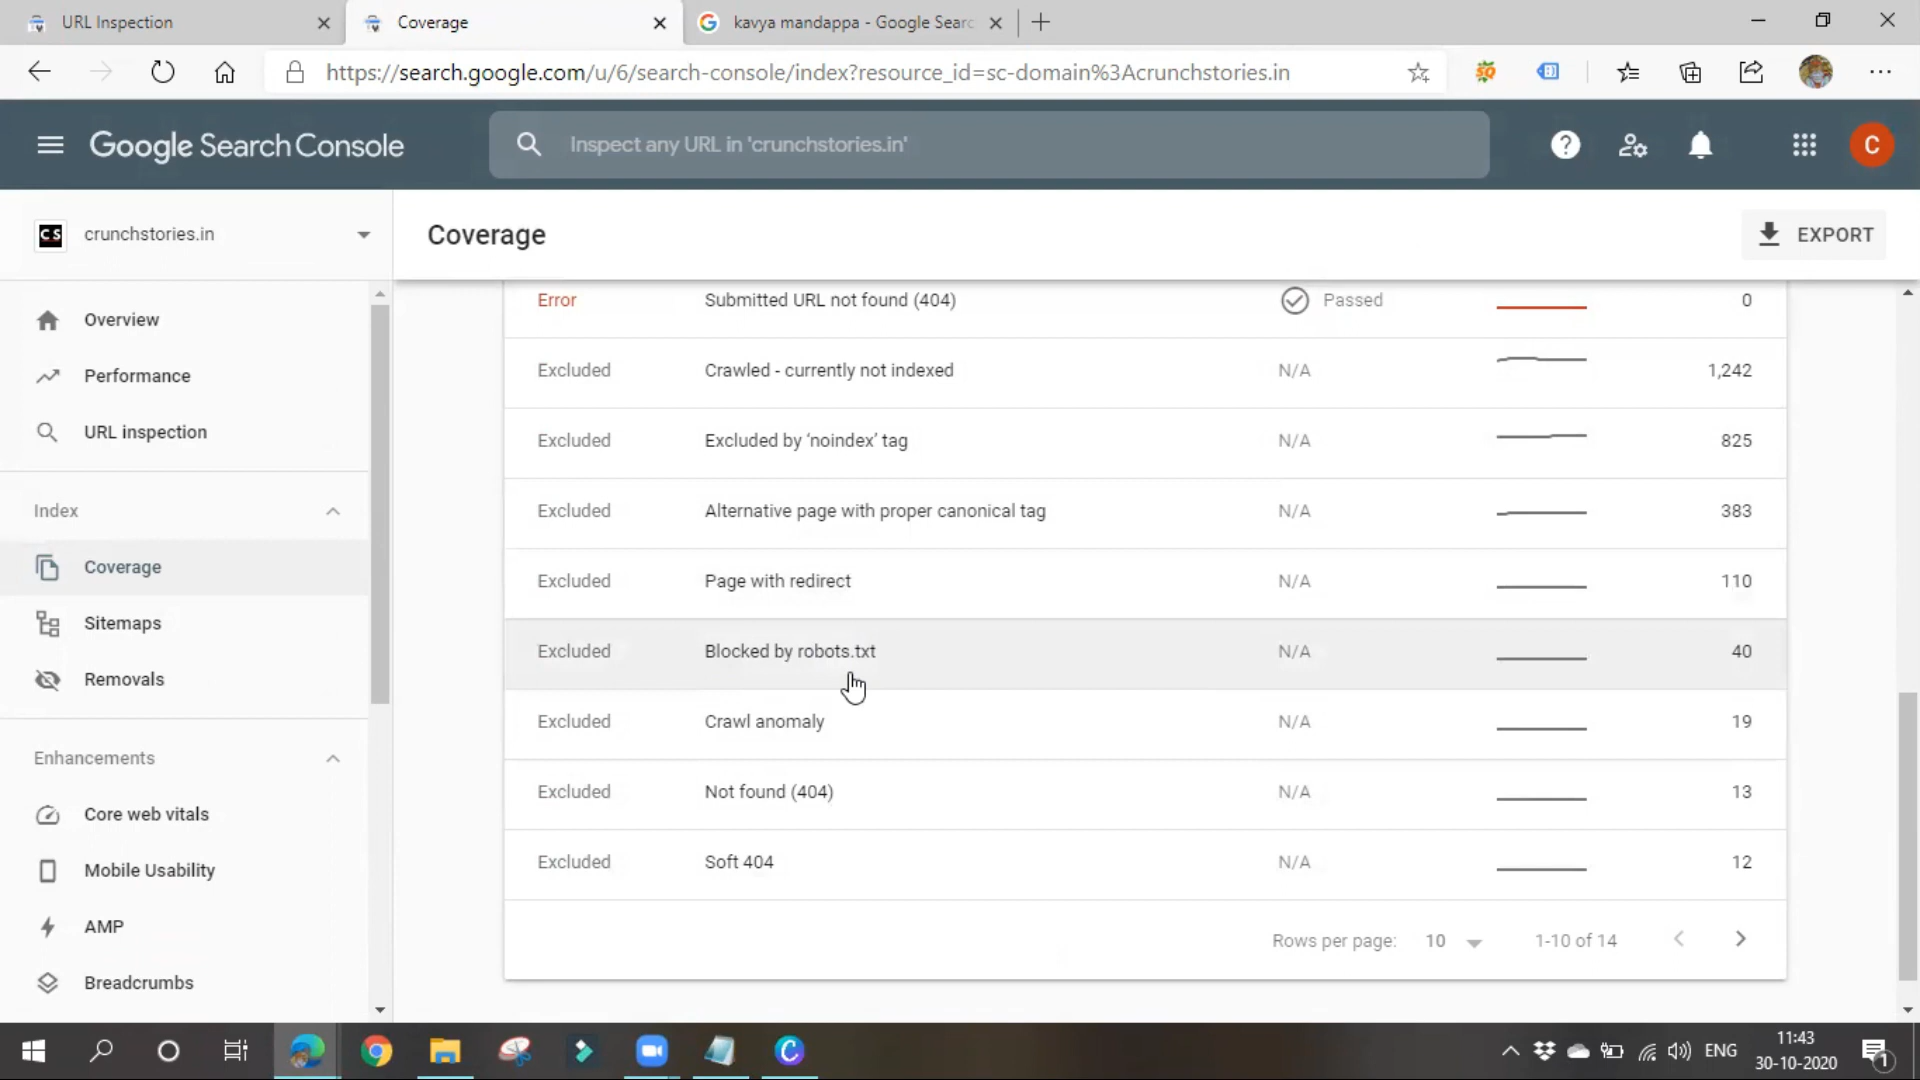 URL Inspection
Coverage
kavya mandappa - Google Searc
https://search.google.com/u/6/search-console/index?resource_id=sc-domain%3Acrunchstories.in
Google Search Console
Inspect any URL in 'crunchstories.in'
C
CS
crunchstories.in
Coverage
EXPORT
Overview
Performance
URL inspection
Index
Coverage
Sitemaps
Removals
Enhancements
Core web vitals
Mobile Usability
AMP
Breadcrumbs
Error Submitted URL not found (404) Passed 0
Excluded Crawled - currently not indexed N/A 1,242
Excluded Excluded by ‘noindex’ tag N/A 825
Excluded Alternative page with proper canonical tag N/A 383
Excluded Page with redirect N/A 110
Excluded Blocked by robots.txt N/A 40
Excluded Crawl anomaly N/A 19
Excluded Not found (404) N/A 13
Excluded Soft 404 N/A 12
Rows per page: 10 1-10 of 14
ENG
11:43
30-10-2020
1